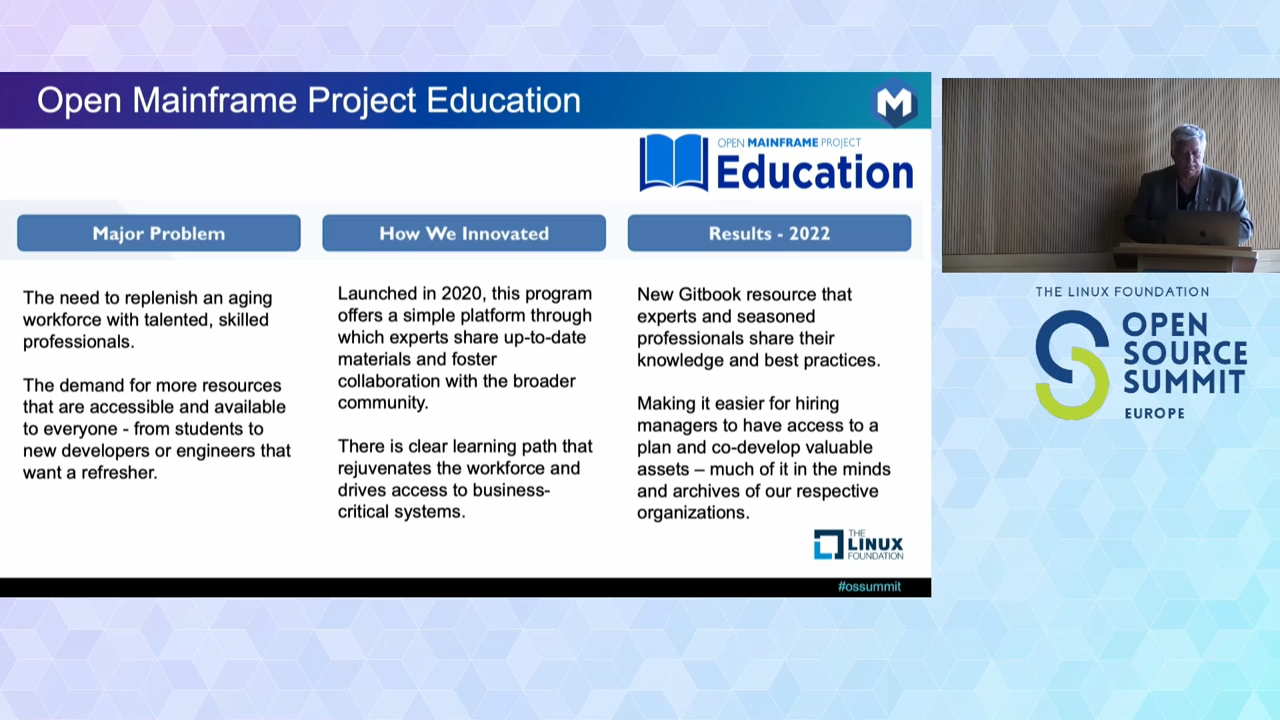 Open Mainframe Project Education
M
OPEN MAINFRAME PROJECT
Education
Major Problem
The need to replenish an aging
workforce with talented, skilled
professionals.
The demand for more resources
that are accessible and available
to everyone - from students to
new developers or engineers that
want a refresher.
How We Innovated
Launched in 2020, this program
offers a simple platform through
which experts share up-to-date
materials and foster
collaboration with the broader
community.
There is clear learning path that
rejuvenates the workforce and
drives access to business-
critical systems.
Results - 2022
New Gitbook resource that
experts and seasoned
professionals share their
knowledge and best practices.
Making it easier for hiring
managers to have access to a
plan and co-develop valuable
assets – much of it in the minds
and archives of our respective
organizations.
THE
LINUX
FOUNDATION
#ossummit
THE LINUX FOUNDATION
OPEN
SOURCE
SUMMIT
EUROPE